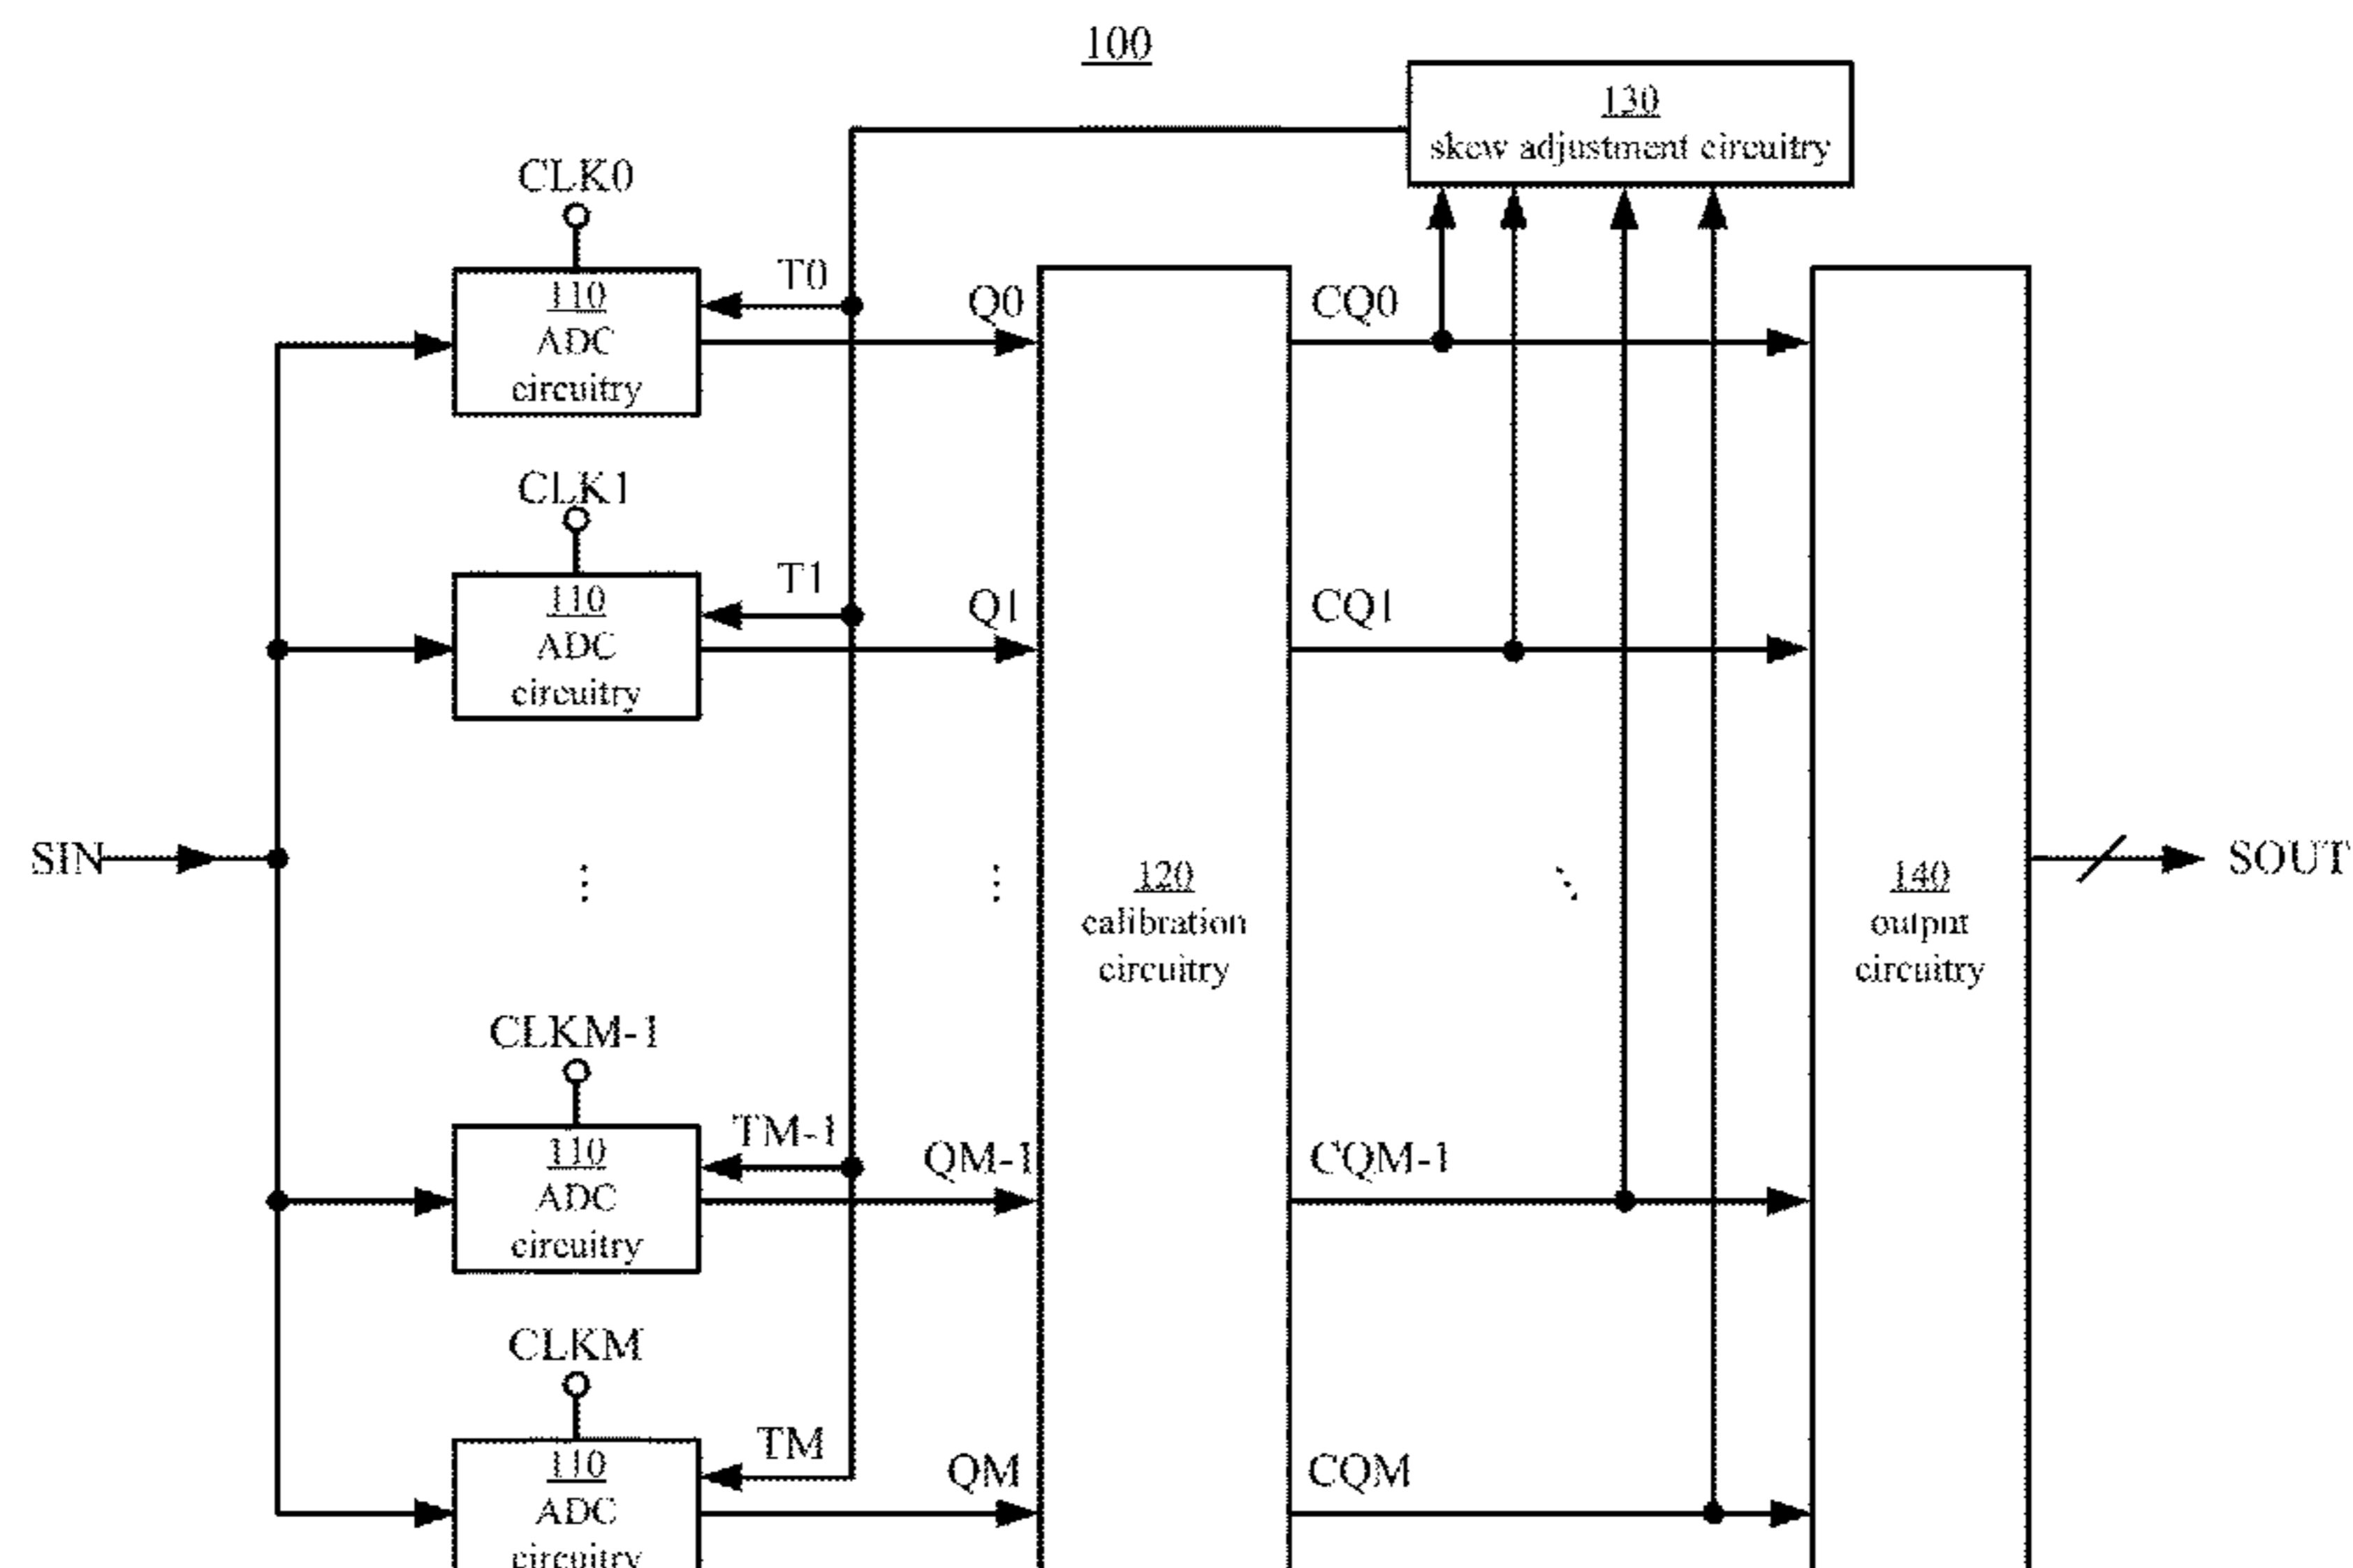 100
130
skew adjustment circuitry
CLK0
110
ADC
circuitry
T0
Q0
CQ0
CLK1
110
ADC
circuitry
T1
Q1
CQ1
SIN
120
calibration
circuitry
140
output
circuitry
SOUT
CLKM-1
110
ADC
circuitry
TM-1
QM-1
CQM-1
CLKM
110
ADC
circuitry
TM
QM
CQM